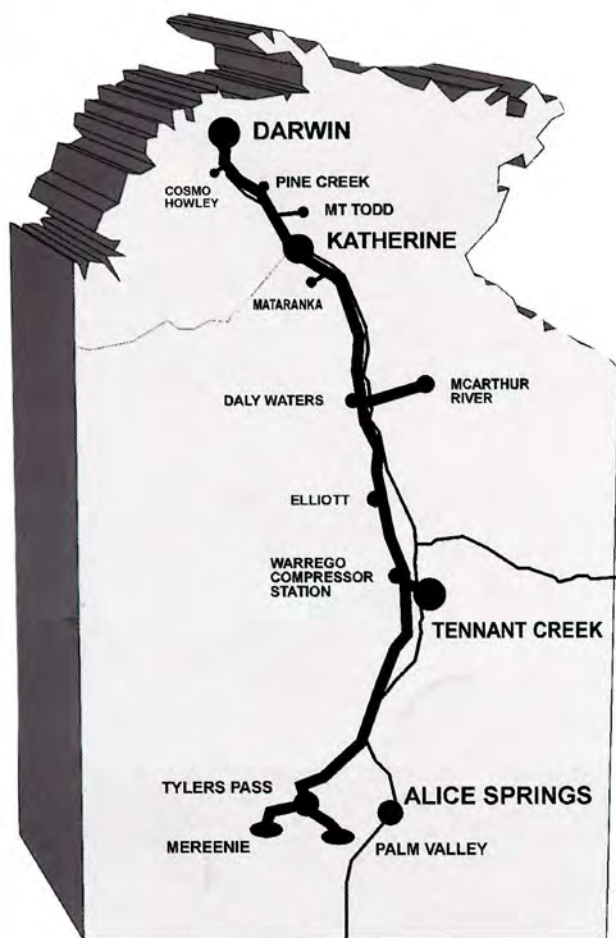 DARWIN
COSMO
HOWLEY
PINE CREEK
MT TODD
KATHERINE
MATARANKA
DALY WATERS
MCARTHUR
RIVER
ELLIOTT
WARREGO
COMPRESSOR
STATION
TENNANT CREEK
TYLERS PASS
ALICE SPRINGS
MEREENIE
PALM VALLEY